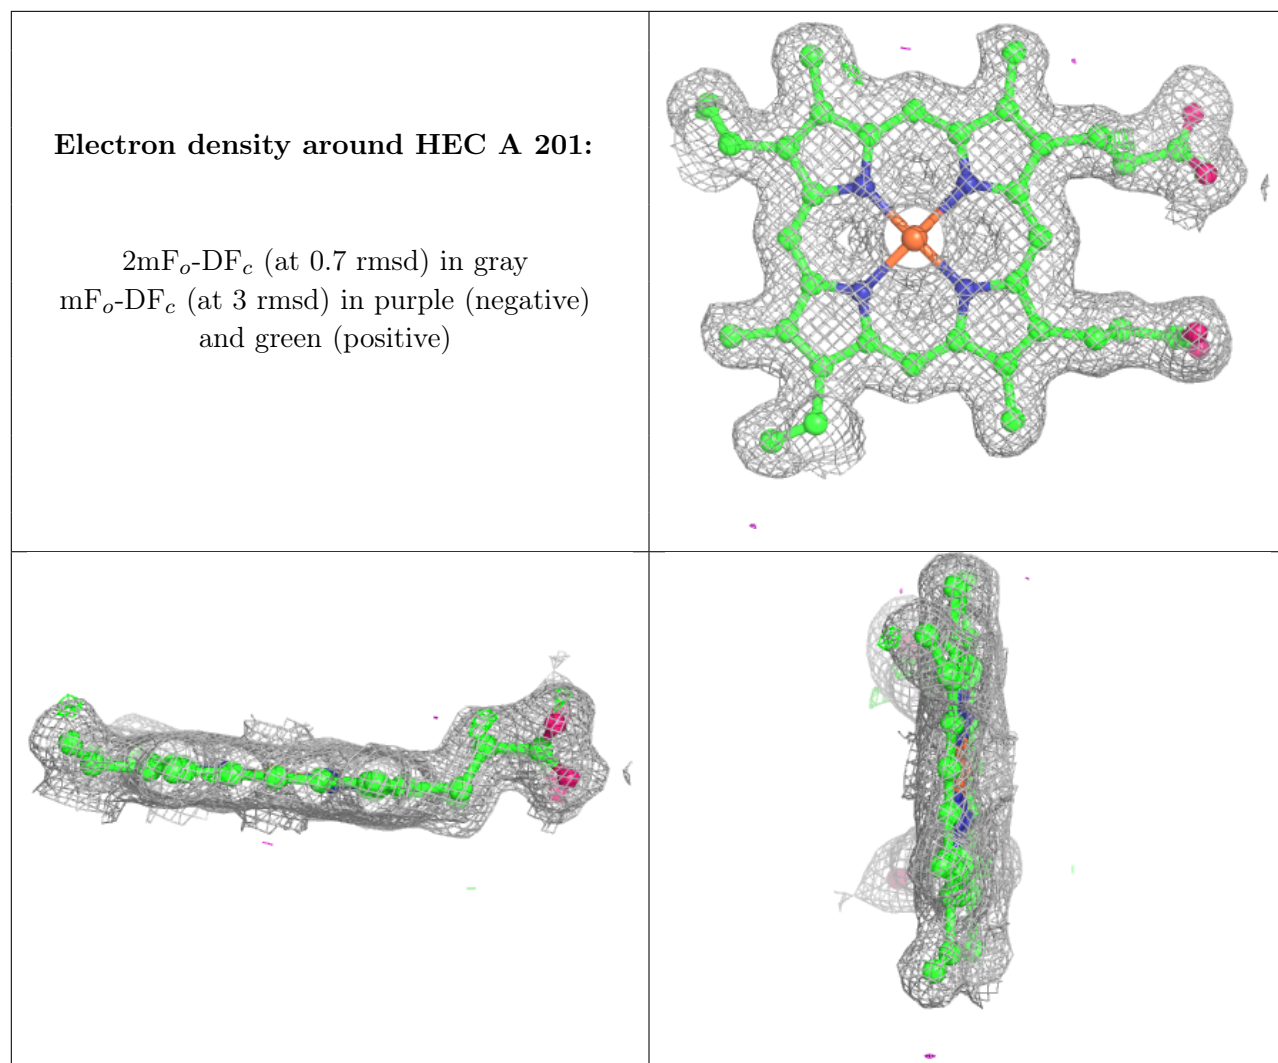 Electron density around HEC A 201:
2mFo-DFc (at 0.7 rmsd) in gray
mFo-DFc (at 3 rmsd) in purple (negative)
and green (positive)